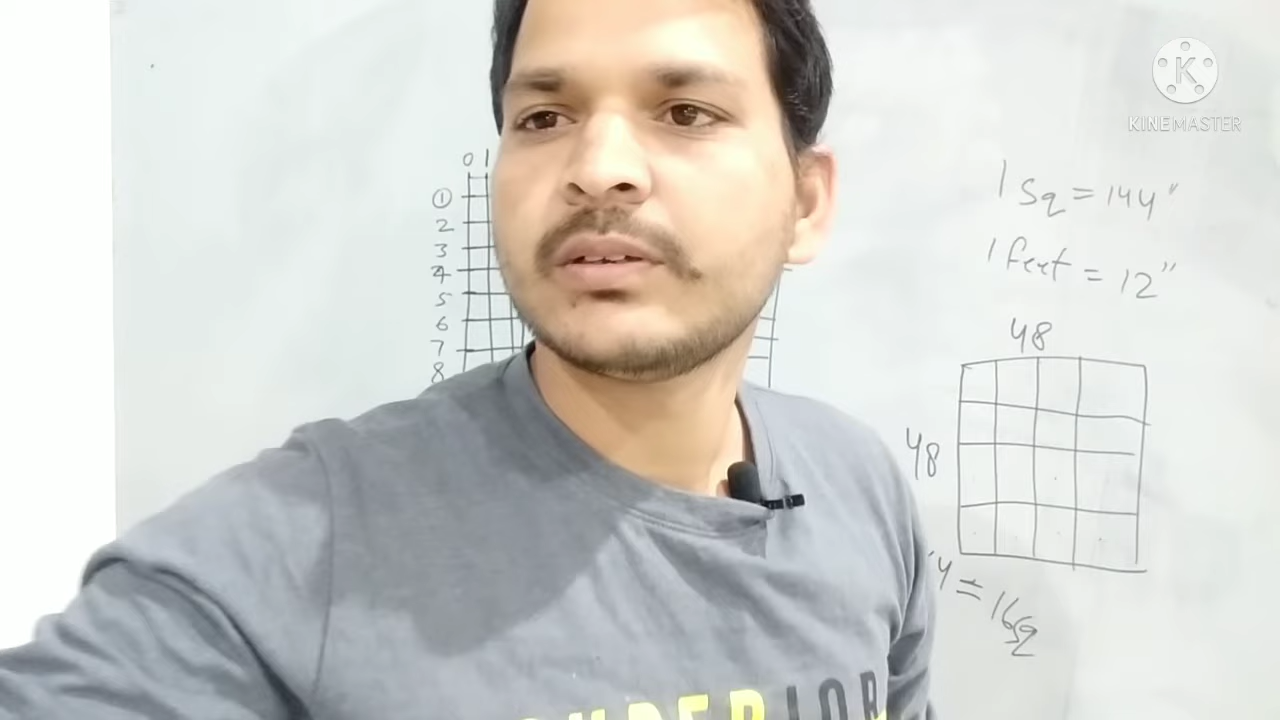 KINEMASTER
0 1
①
2
3
4
5
6
7
8
1 Sq = 144"
1 feet = 12"
48
48
4 = 16 Sq